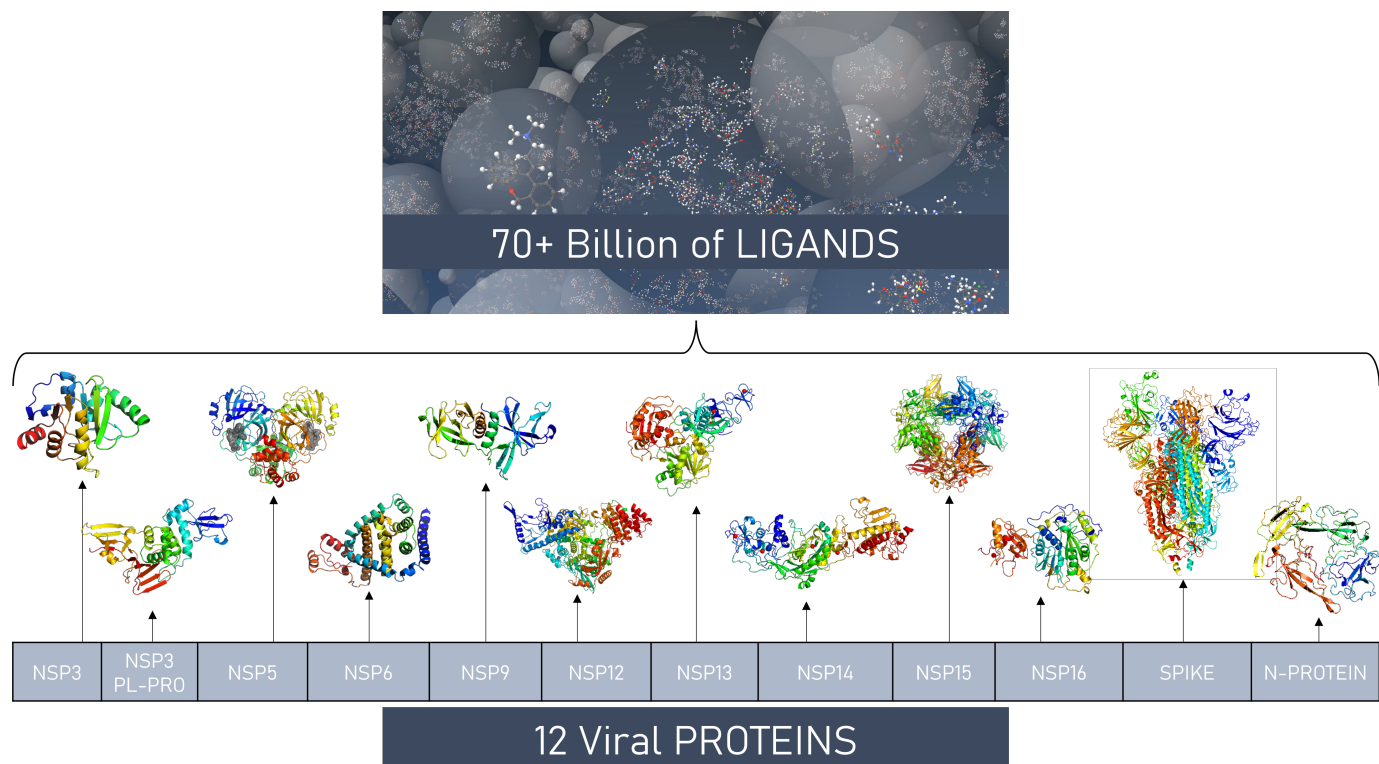 70+ Billion of LIGANDS
NSP3
NSP3
PL-PRO
NSP5
NSP6
NSP9
NSP12
NSP13
NSP14
NSP15
NSP16
SPIKE
N-PROTEIN
12 Viral PROTEINS